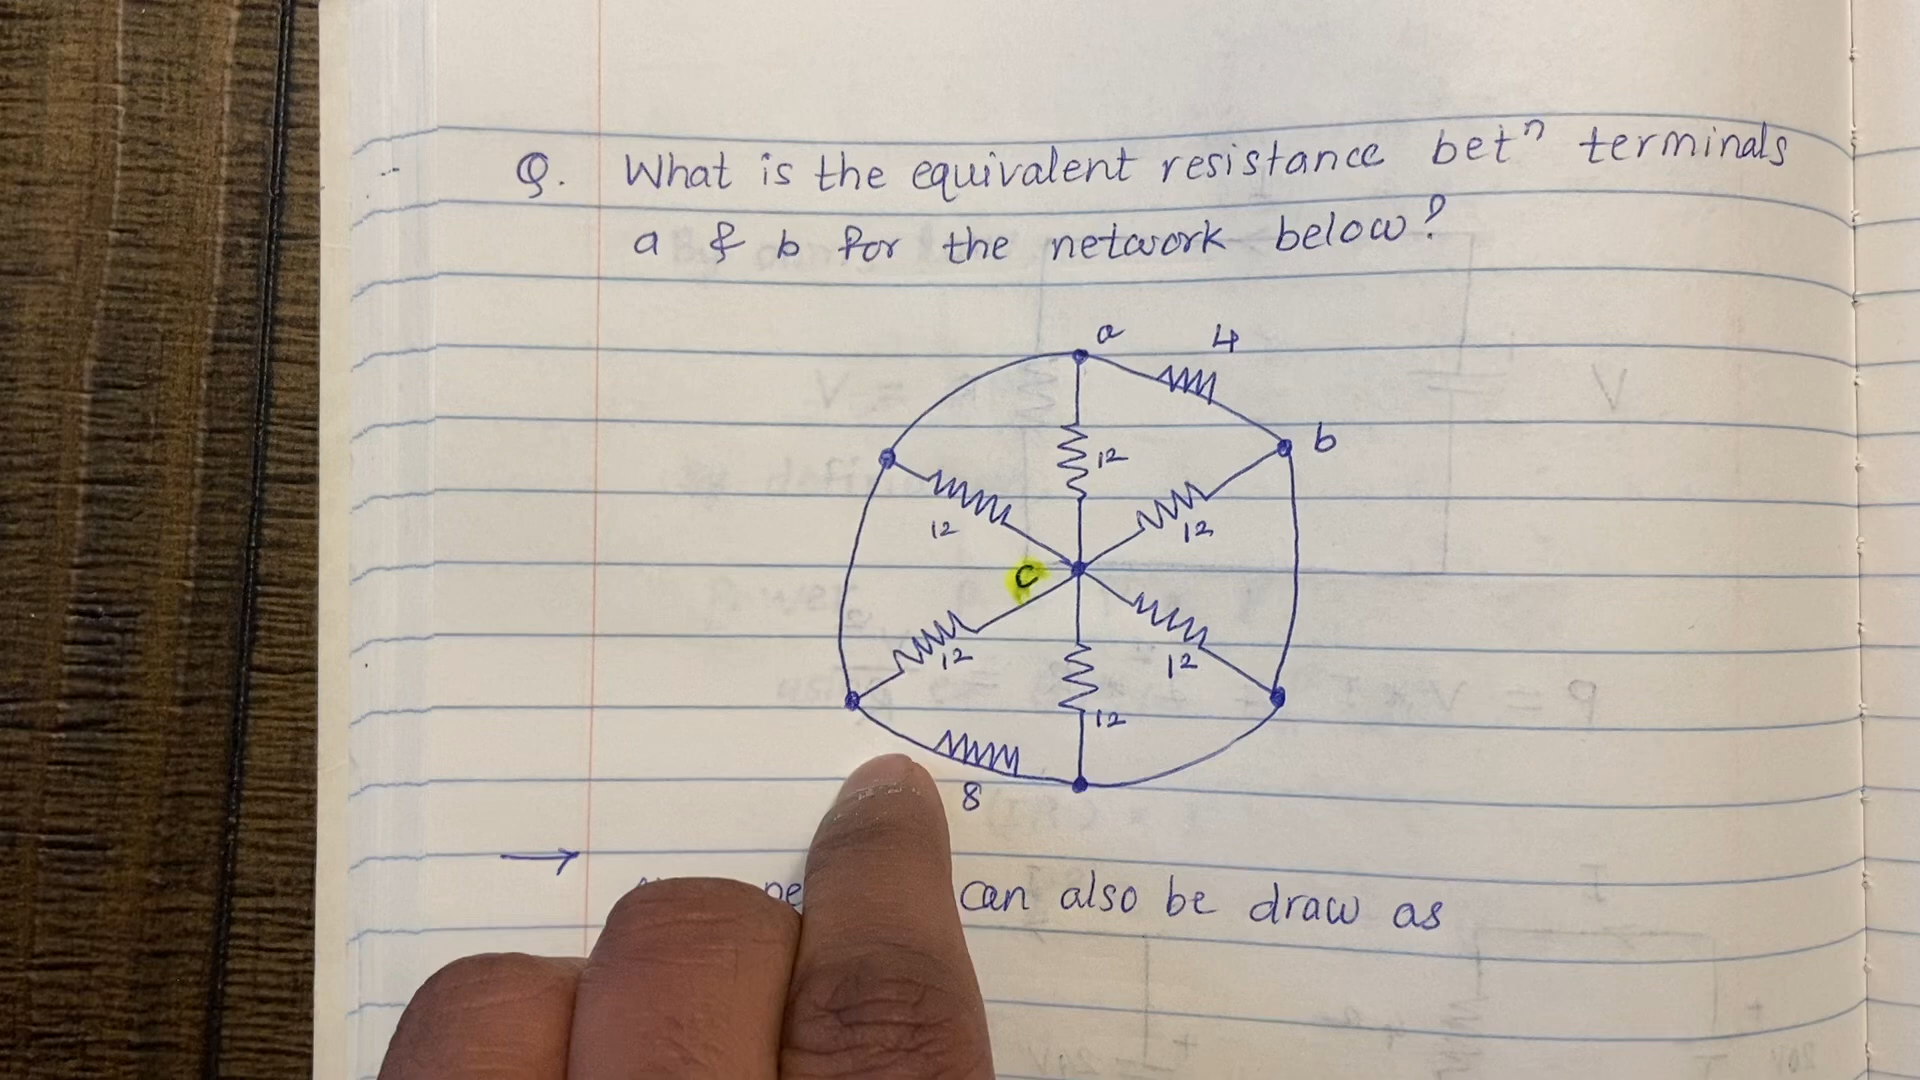 Q. What is the equivalent resistance betⁿ terminals
a & b for the network below?
a 4
b
12
12 12
C
12 12
12
8
→ can also be draw as